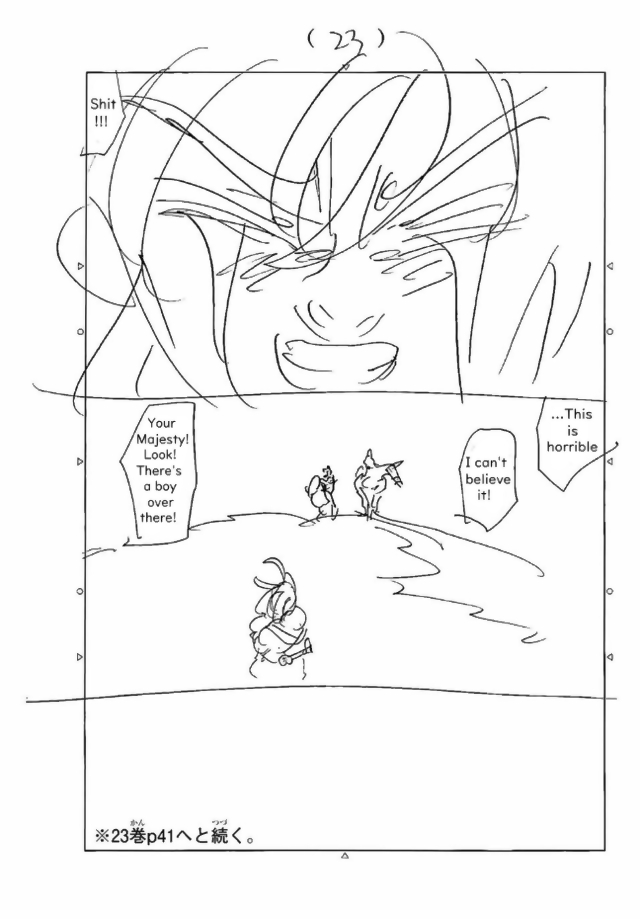 (23)
Shit
!!!
...This
is
horrible
I can't
believe
it!
Your
Majesty!
Look!
There's
a boy
over
there!
※23巻p41へと続く。